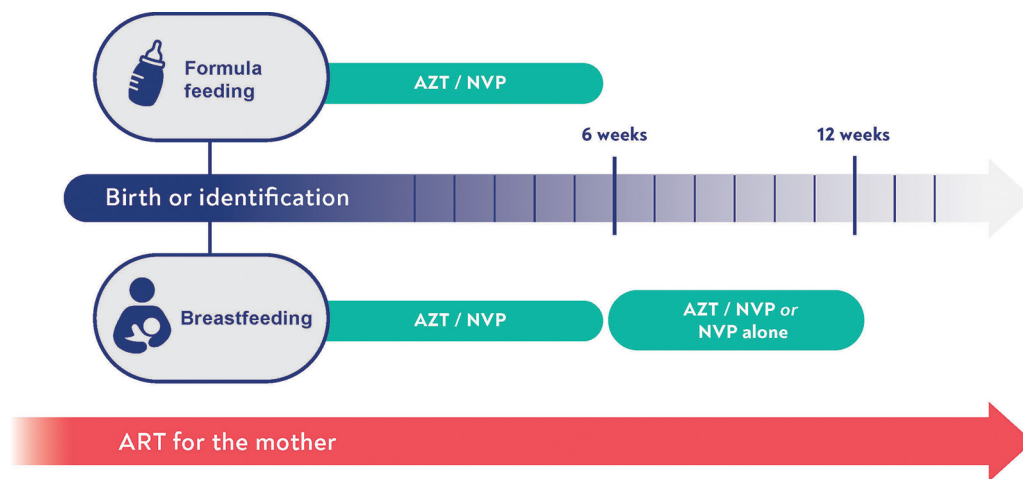 Formula
feeding
AZT / NVP
6 weeks
12 weeks
Birth or identification
Breastfeeding
AZT / NVP
AZT / NVP or
NVP alone
ART for the mother